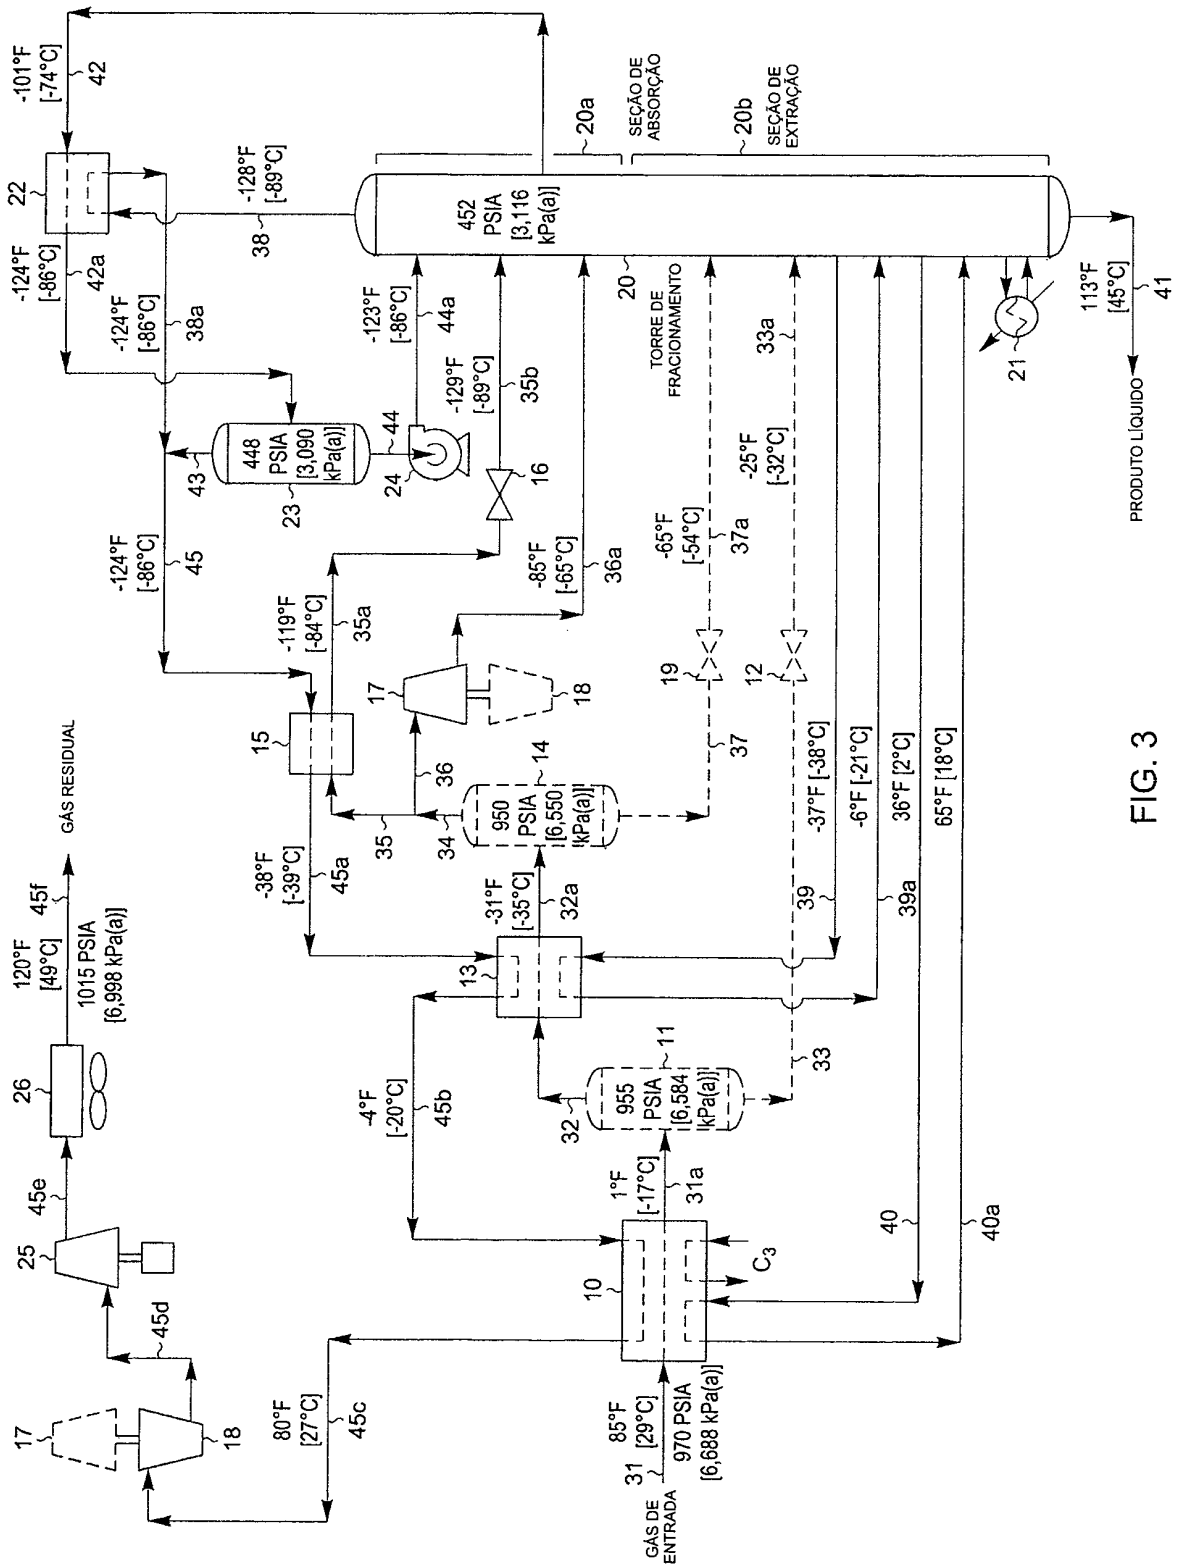 GÁS RESIDUAL
120°F
[49°C]
45f
1015 PSIA
[6,998 kPa(a)]
26
45e
25
45d
17
18
80°F
[27°C]
45c
-101°F
[-74°C]
42
22
-124°F
[-86°C]
42a
-128°F
[-89°C]
38
-124°F
[-86°C]
38a
43
448
PSIA
[3,090
kPa(a)]
23
44
24
-123°F
[-86°C]
44a
-124°F
[-86°C]
45
-119°F
[-84°C]
35a
-129°F
[-89°C]
35b
16
15
-38°F
[-39°C]
45a
17
18
-85°F
[-65°C]
36a
36
35
34
14
950
PSIA
[6,550
kPa(a)]
-31°F
[-35°C]
32a
13
-4°F
[-20°C]
45b
32
11
955
PSIA
[6,584
kPa(a)]
33
1°F
[-17°C]
31a
10
C3
85°F
[29°C]
31
970 PSIA
[6,688 kPa(a)]
GÁS DE
ENTRADA
452
PSIA
[3,116
kPa(a)]
20a
SEÇÃO DE
ABSORÇÃO
20b
SEÇÃO DE
EXTRAÇÃO
20
TORRE DE
FRACIONAMENTO
-65°F
[-54°C]
37a
19
37
-25°F
[-32°C]
33a
12
-37°F [-38°C]
39
-6°F [-21°C]
39a
36°F [2°C]
40
65°F [18°C]
40a
21
113°F
[45°C]
41
PRODUTO LÍQUIDO
FIG. 3